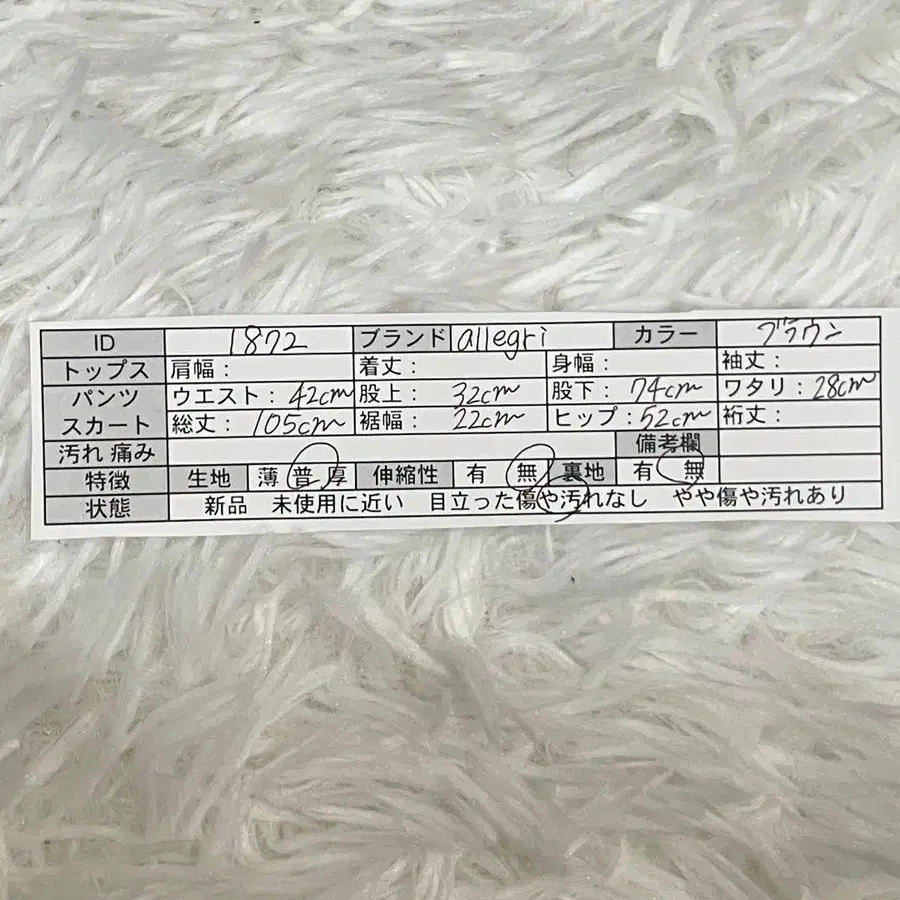 ID 1872 ブランド allegri カラー ブラウン
トップス 肩幅： 着丈： 身幅： 袖丈：
パンツ ウエスト：42cm 股上： 32cm 股下： 74cm ワタリ：28cm
スカート 総丈： 105cm 裾幅： 22cm ヒップ：52cm 裄丈：
汚れ 痛み 備考欄
特徴 生地 薄 普 厚 伸縮性 有 無 裏地 有 無
状態 新品 未使用に近い 目立った傷や汚れなし やや傷や汚れあり